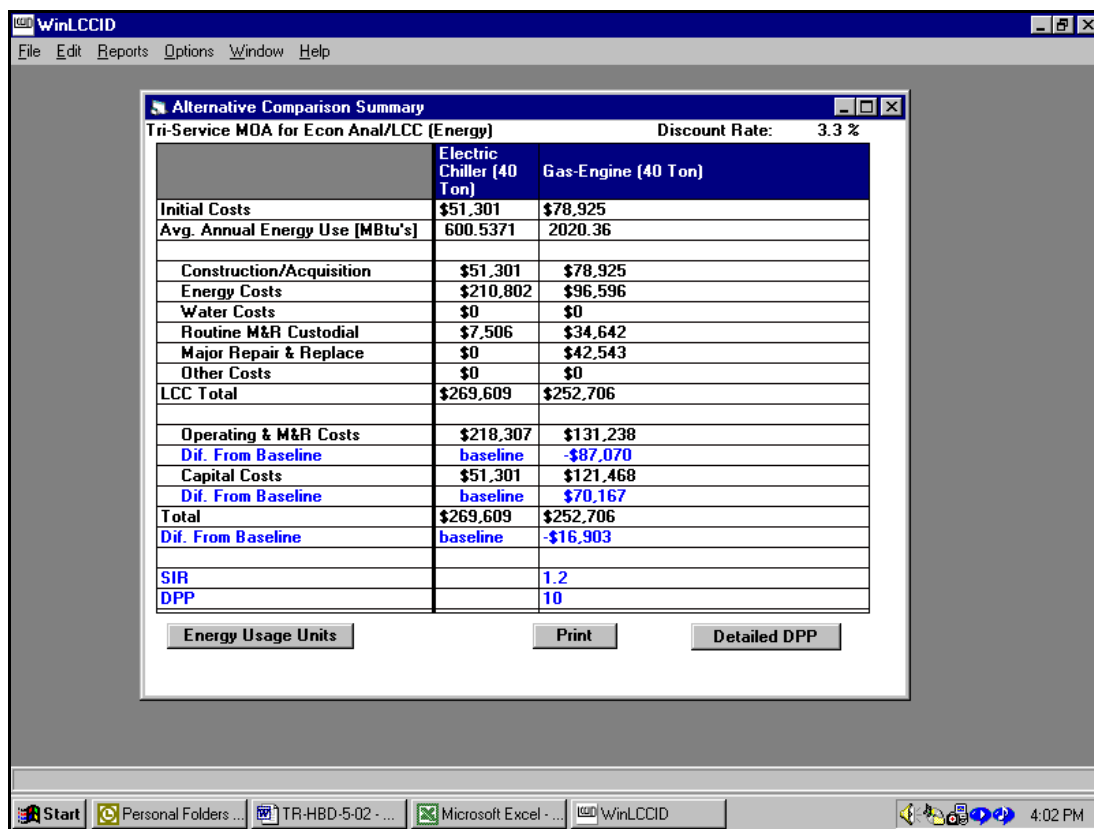 WinLCCID
File Edit Reports Options Window Help
Alternative Comparison Summary
Tri-Service MOA for Econ Anal/LCC (Energy) Discount Rate: 3.3 %
Electric Chiller (40 Ton) Gas-Engine (40 Ton)
Initial Costs $51,301 $78,925
Avg. Annual Energy Use [MBtu's] 600.5371 2020.36
Construction/Acquisition $51,301 $78,925
Energy Costs $210,802 $96,596
Water Costs $0 $0
Routine M&R Custodial $7,506 $34,642
Major Repair & Replace $0 $42,543
Other Costs $0 $0
LCC Total $269,609 $252,706
Operating & M&R Costs $218,307 $131,238
Dif. From Baseline baseline -$87,070
Capital Costs $51,301 $121,468
Dif. From Baseline baseline $70,167
Total $269,609 $252,706
Dif. From Baseline baseline -$16,903
SIR 1.2
DPP 10
Energy Usage Units Print Detailed DPP
Start Personal Folders ... TR-HBD-5-02 - ... Microsoft Excel - ... WinLCCID 4:02 PM